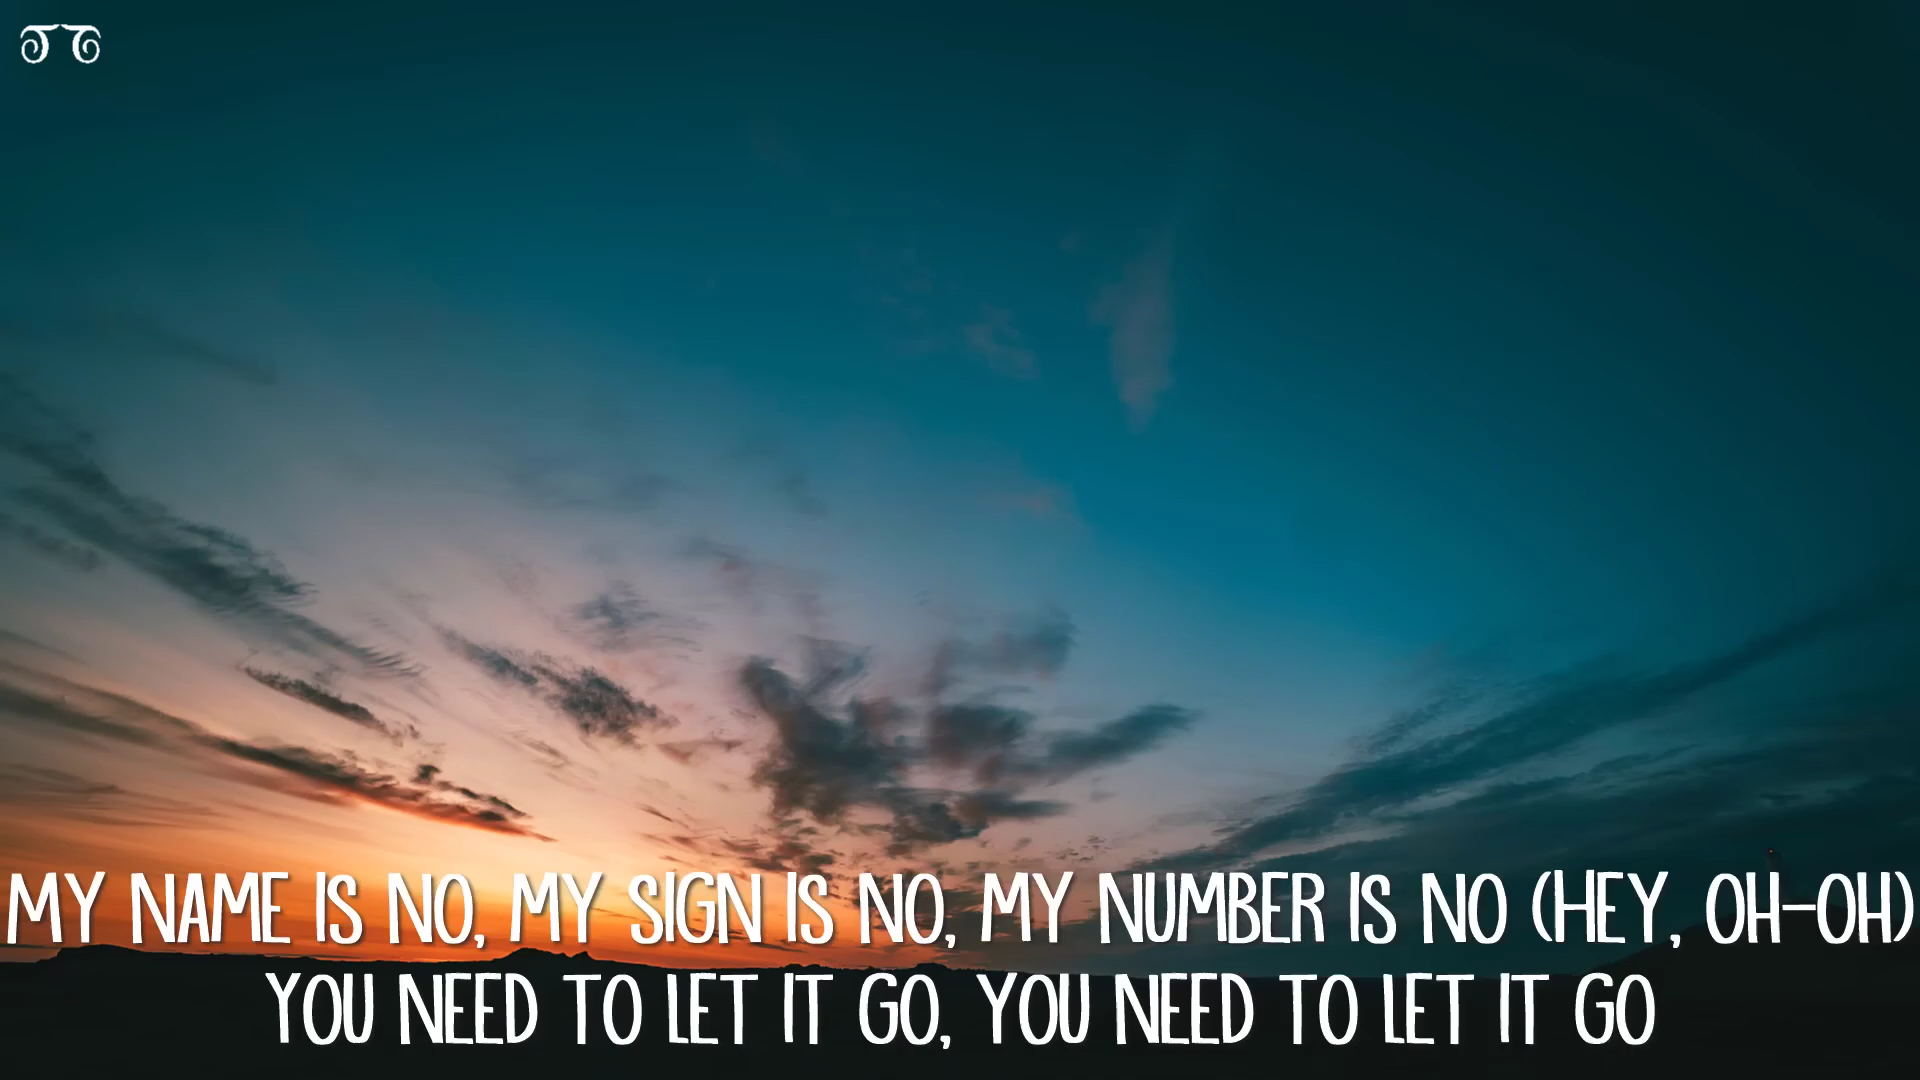 MY NAME IS NO, MY SIGN IS NO, MY NUMBER IS NO (HEY, OH-OH)
YOU NEED TO LET IT GO, YOU NEED TO LET IT GO